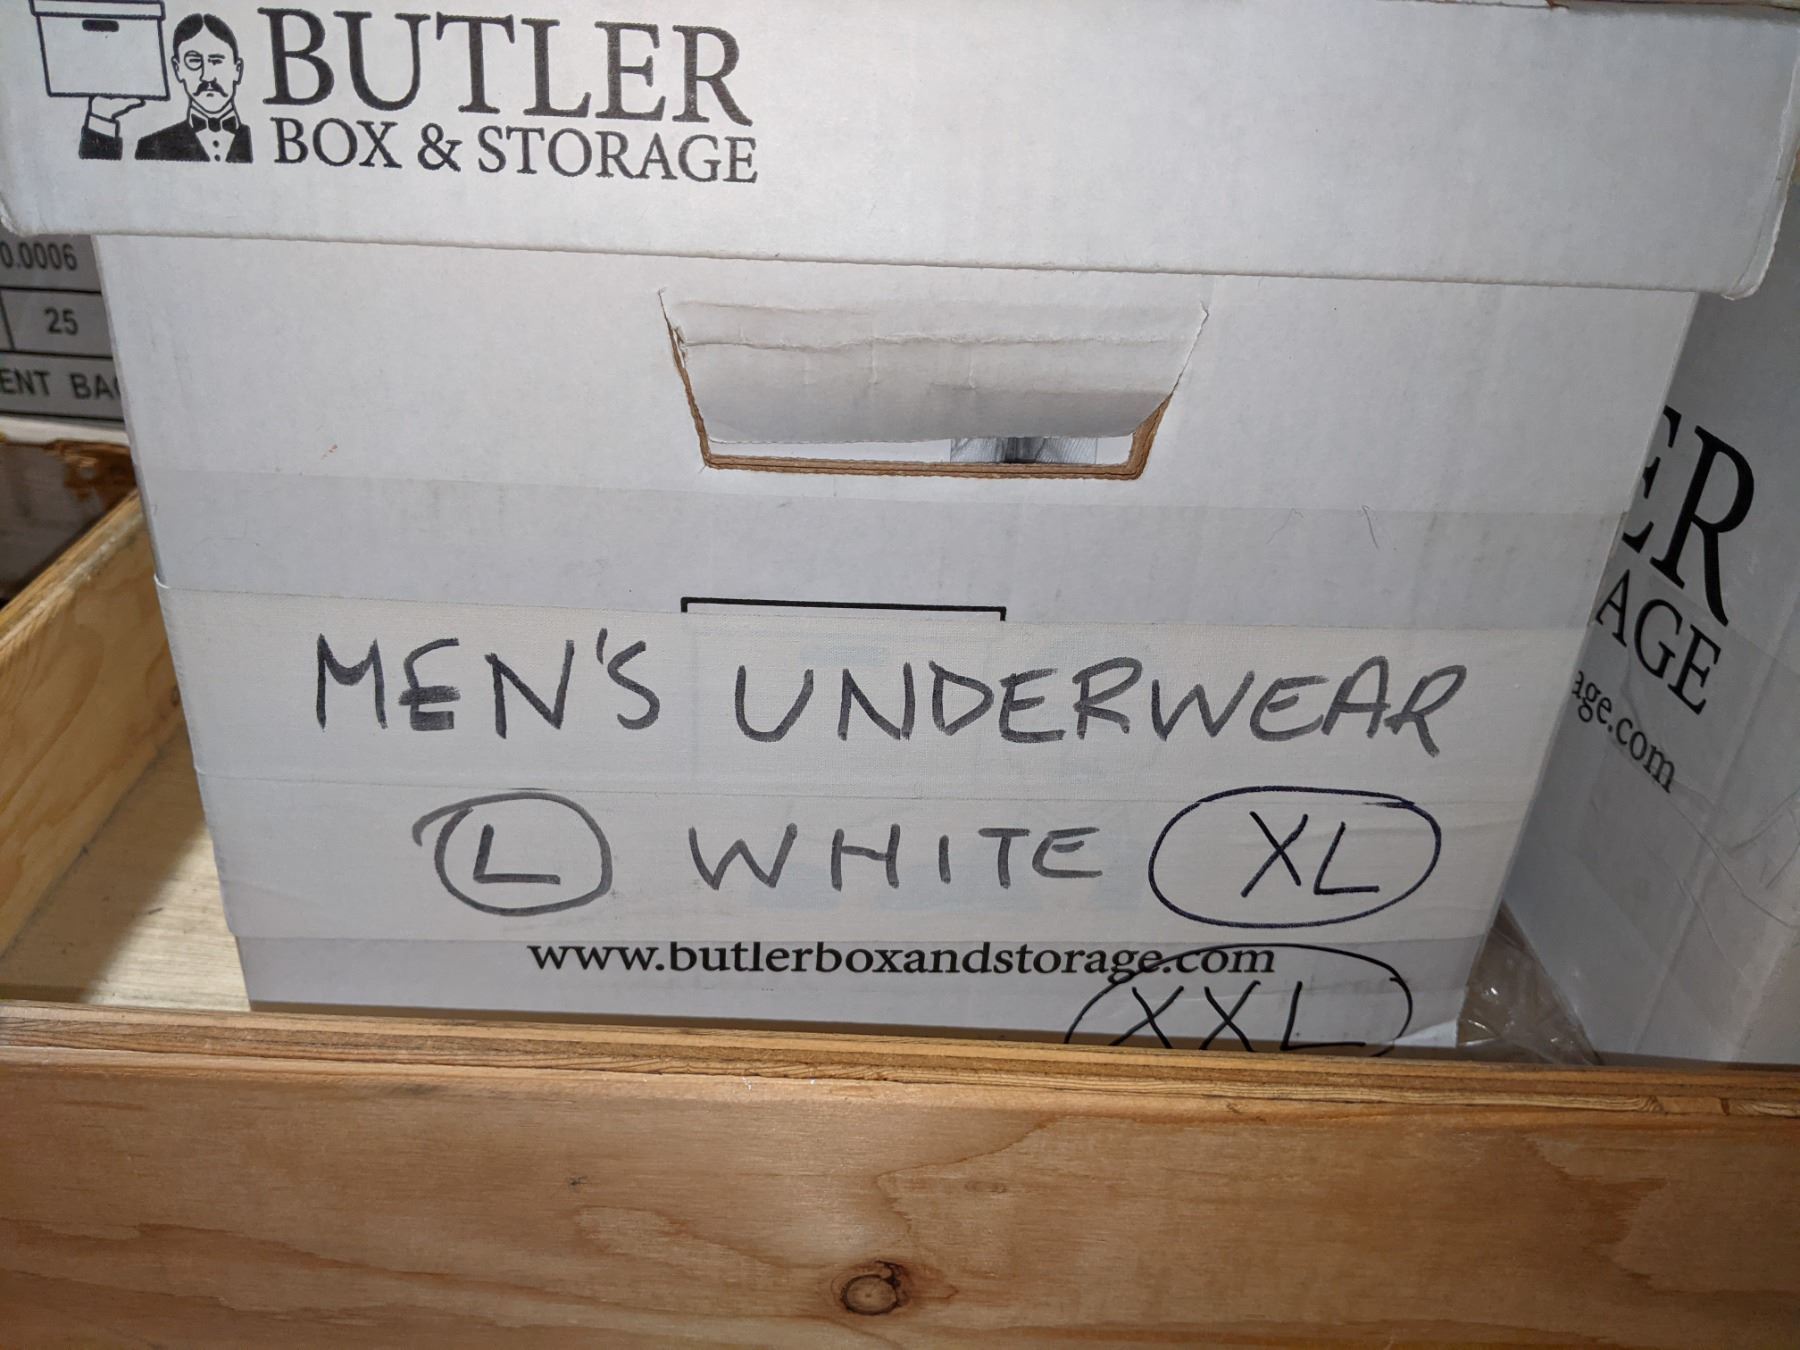 BUTLER
BOX & STORAGE
0.0006
25
ENT BA
MEN'S UNDERWEAR
L WHITE XL
www.butlerboxandstorage.com
XXL
ER
AGE
age.com